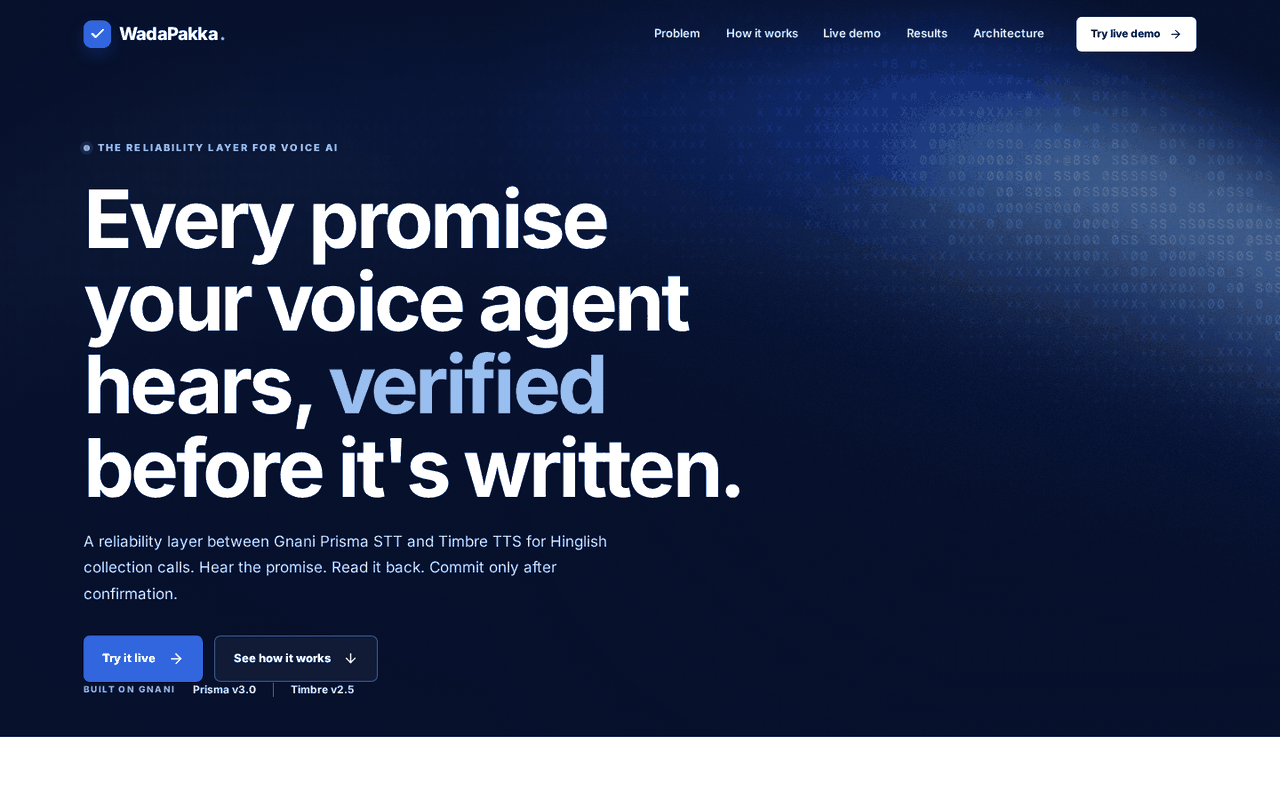 WadaPakka.
Problem How it works Live demo Results Architecture Try live demo →
THE RELIABILITY LAYER FOR VOICE AI
Every promise
your voice agent
hears, verified
before it's written.
A reliability layer between Gnani Prisma STT and Timbre TTS for Hinglish
collection calls. Hear the promise. Read it back. Commit only after
confirmation.
Try it live → See how it works ↓
BUILT ON GNANI Prisma v3.0 Timbre v2.5